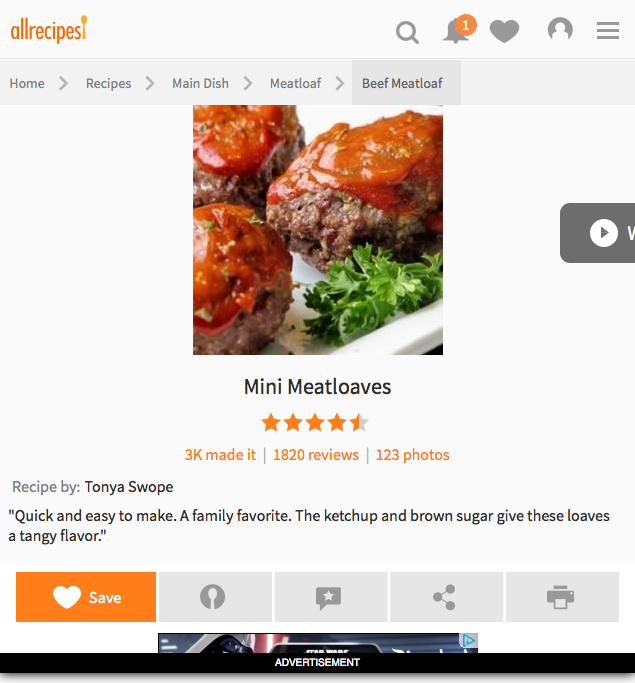 allrecipes
1
Home Recipes Main Dish Meatloaf Beef Meatloaf
W
Mini Meatloaves
3K made it | 1820 reviews | 123 photos
Recipe by: Tonya Swope
"Quick and easy to make. A family favorite. The ketchup and brown sugar give these loaves
a tangy flavor."
Save
STAR WARS
ADVERTISEMENT